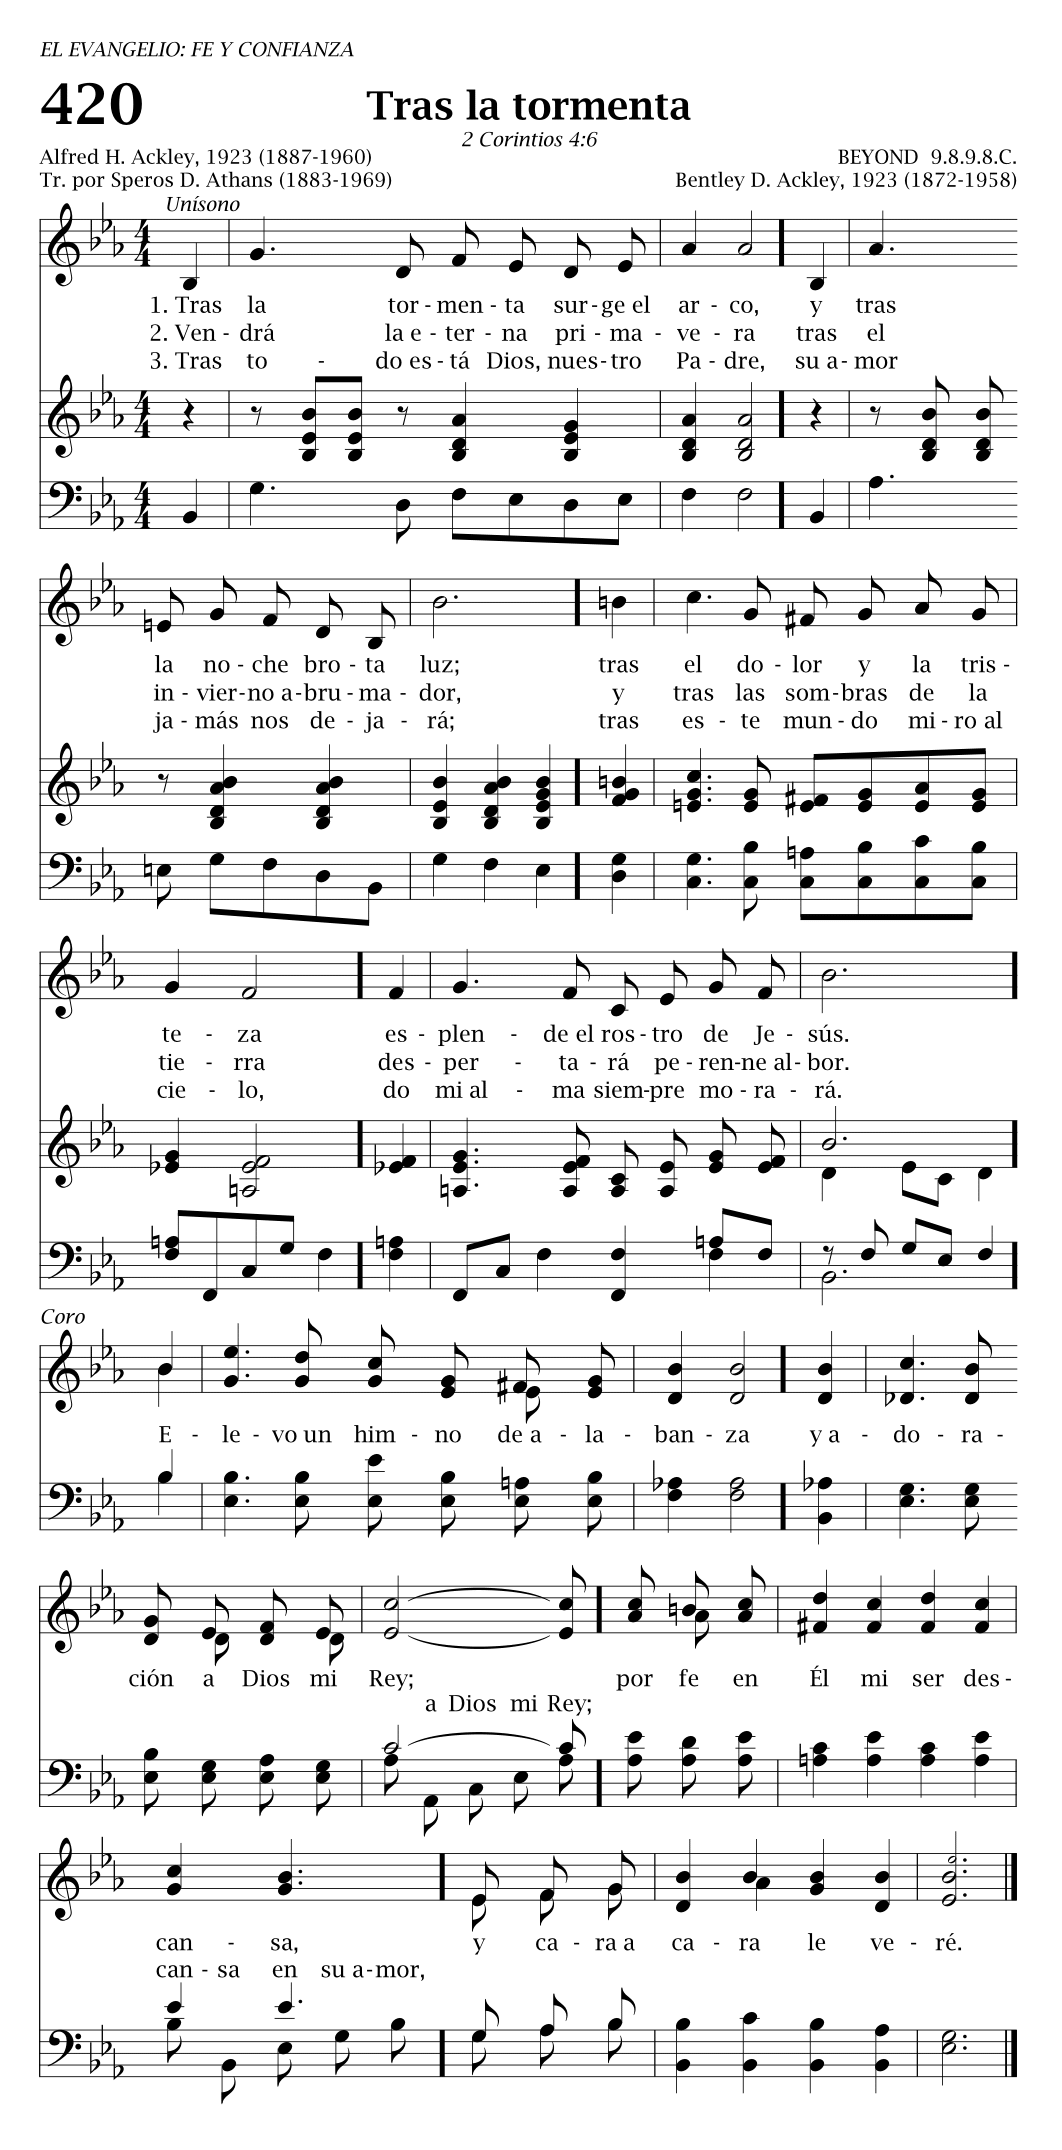 EL EVANGELIO: FE Y CONFIANZA
420
Tras la tormenta
2 Corintios 4:6
Alfred H. Ackley, 1923 (1887-1960)
BEYOND 9.8.9.8.C.
Tr. por Speros D. Athans (1883-1969)
Bentley D. Ackley, 1923 (1872-1958)
Unísono
1. Tras la tor - men - ta sur - ge el ar - co, y tras
2. Ven - drá la e - ter - na pri - ma - ve - ra tras el
3. Tras to - do es - tá Dios, nues - tro Pa - dre, su a - mor
la no - che bro - ta luz; tras el do - lor y la tris -
in - vier - no a - bru - ma - dor, y tras las som - bras de la
ja - más nos de - ja - rá; tras es - te mun - do mi - ro al
te - za es - plen - de el ros - tro de Je - sús.
tie - rra des - per - ta - rá pe - ren - ne al - bor.
cie - lo, do mi al - ma siem - pre mo - ra - rá.
Coro
E - le - vo un him - no de a - la - ban - za y a - do - ra -
ción a Dios mi Rey; por fe en Él mi ser des -
a Dios mi Rey;
can - sa, y ca - ra a ca - ra le ve - ré.
can - sa en su a - mor,